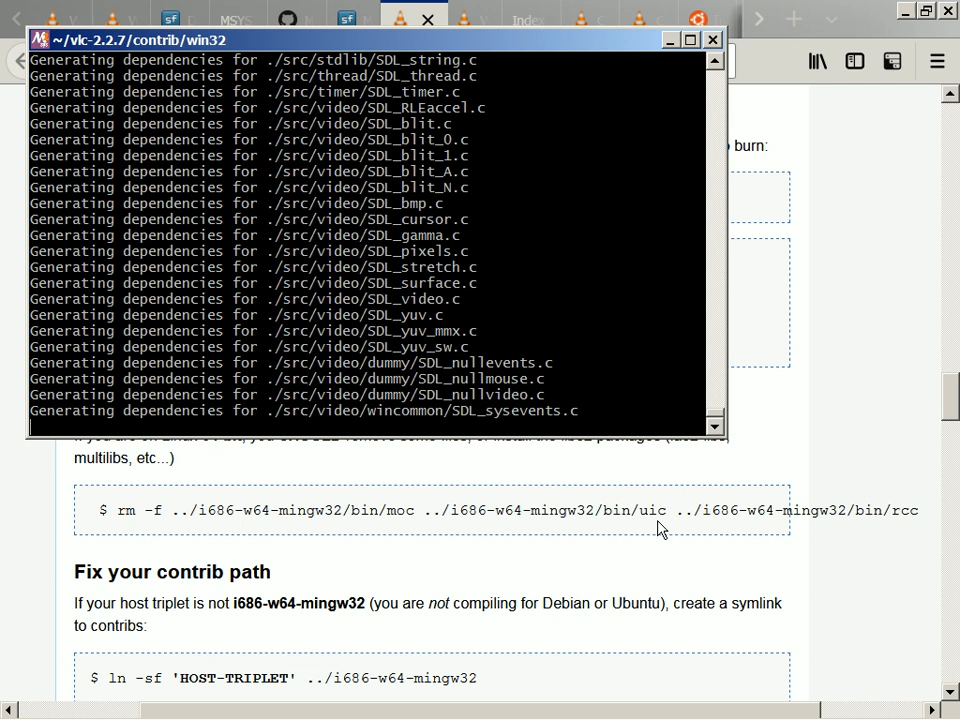 sf
MSYS
sf
Index
~/vlc-2.2.7/contrib/win32
Generating dependencies for ./src/stdlib/SDL_string.c
Generating dependencies for ./src/thread/SDL_thread.c
Generating dependencies for ./src/timer/SDL_timer.c
Generating dependencies for ./src/video/SDL_RLEaccel.c
Generating dependencies for ./src/video/SDL_blit.c
Generating dependencies for ./src/video/SDL_blit_0.c
Generating dependencies for ./src/video/SDL_blit_1.c
Generating dependencies for ./src/video/SDL_blit_A.c
Generating dependencies for ./src/video/SDL_blit_N.c
Generating dependencies for ./src/video/SDL_bmp.c
Generating dependencies for ./src/video/SDL_cursor.c
Generating dependencies for ./src/video/SDL_gamma.c
Generating dependencies for ./src/video/SDL_pixels.c
Generating dependencies for ./src/video/SDL_stretch.c
Generating dependencies for ./src/video/SDL_surface.c
Generating dependencies for ./src/video/SDL_video.c
Generating dependencies for ./src/video/SDL_yuv.c
Generating dependencies for ./src/video/SDL_yuv_mmx.c
Generating dependencies for ./src/video/SDL_yuv_sw.c
Generating dependencies for ./src/video/dummy/SDL_nullevents.c
Generating dependencies for ./src/video/dummy/SDL_nullmouse.c
Generating dependencies for ./src/video/dummy/SDL_nullvideo.c
Generating dependencies for ./src/video/wincommon/SDL_sysevents.c
burn:
multilibs, etc...)
$ rm -f ../i686-w64-mingw32/bin/moc ../i686-w64-mingw32/bin/uic ../i686-w64-mingw32/bin/rcc
Fix your contrib path
If your host triplet is not i686-w64-mingw32 (you are not compiling for Debian or Ubuntu), create a symlink
to contribs:
$ ln -sf 'HOST-TRIPLET' ../i686-w64-mingw32